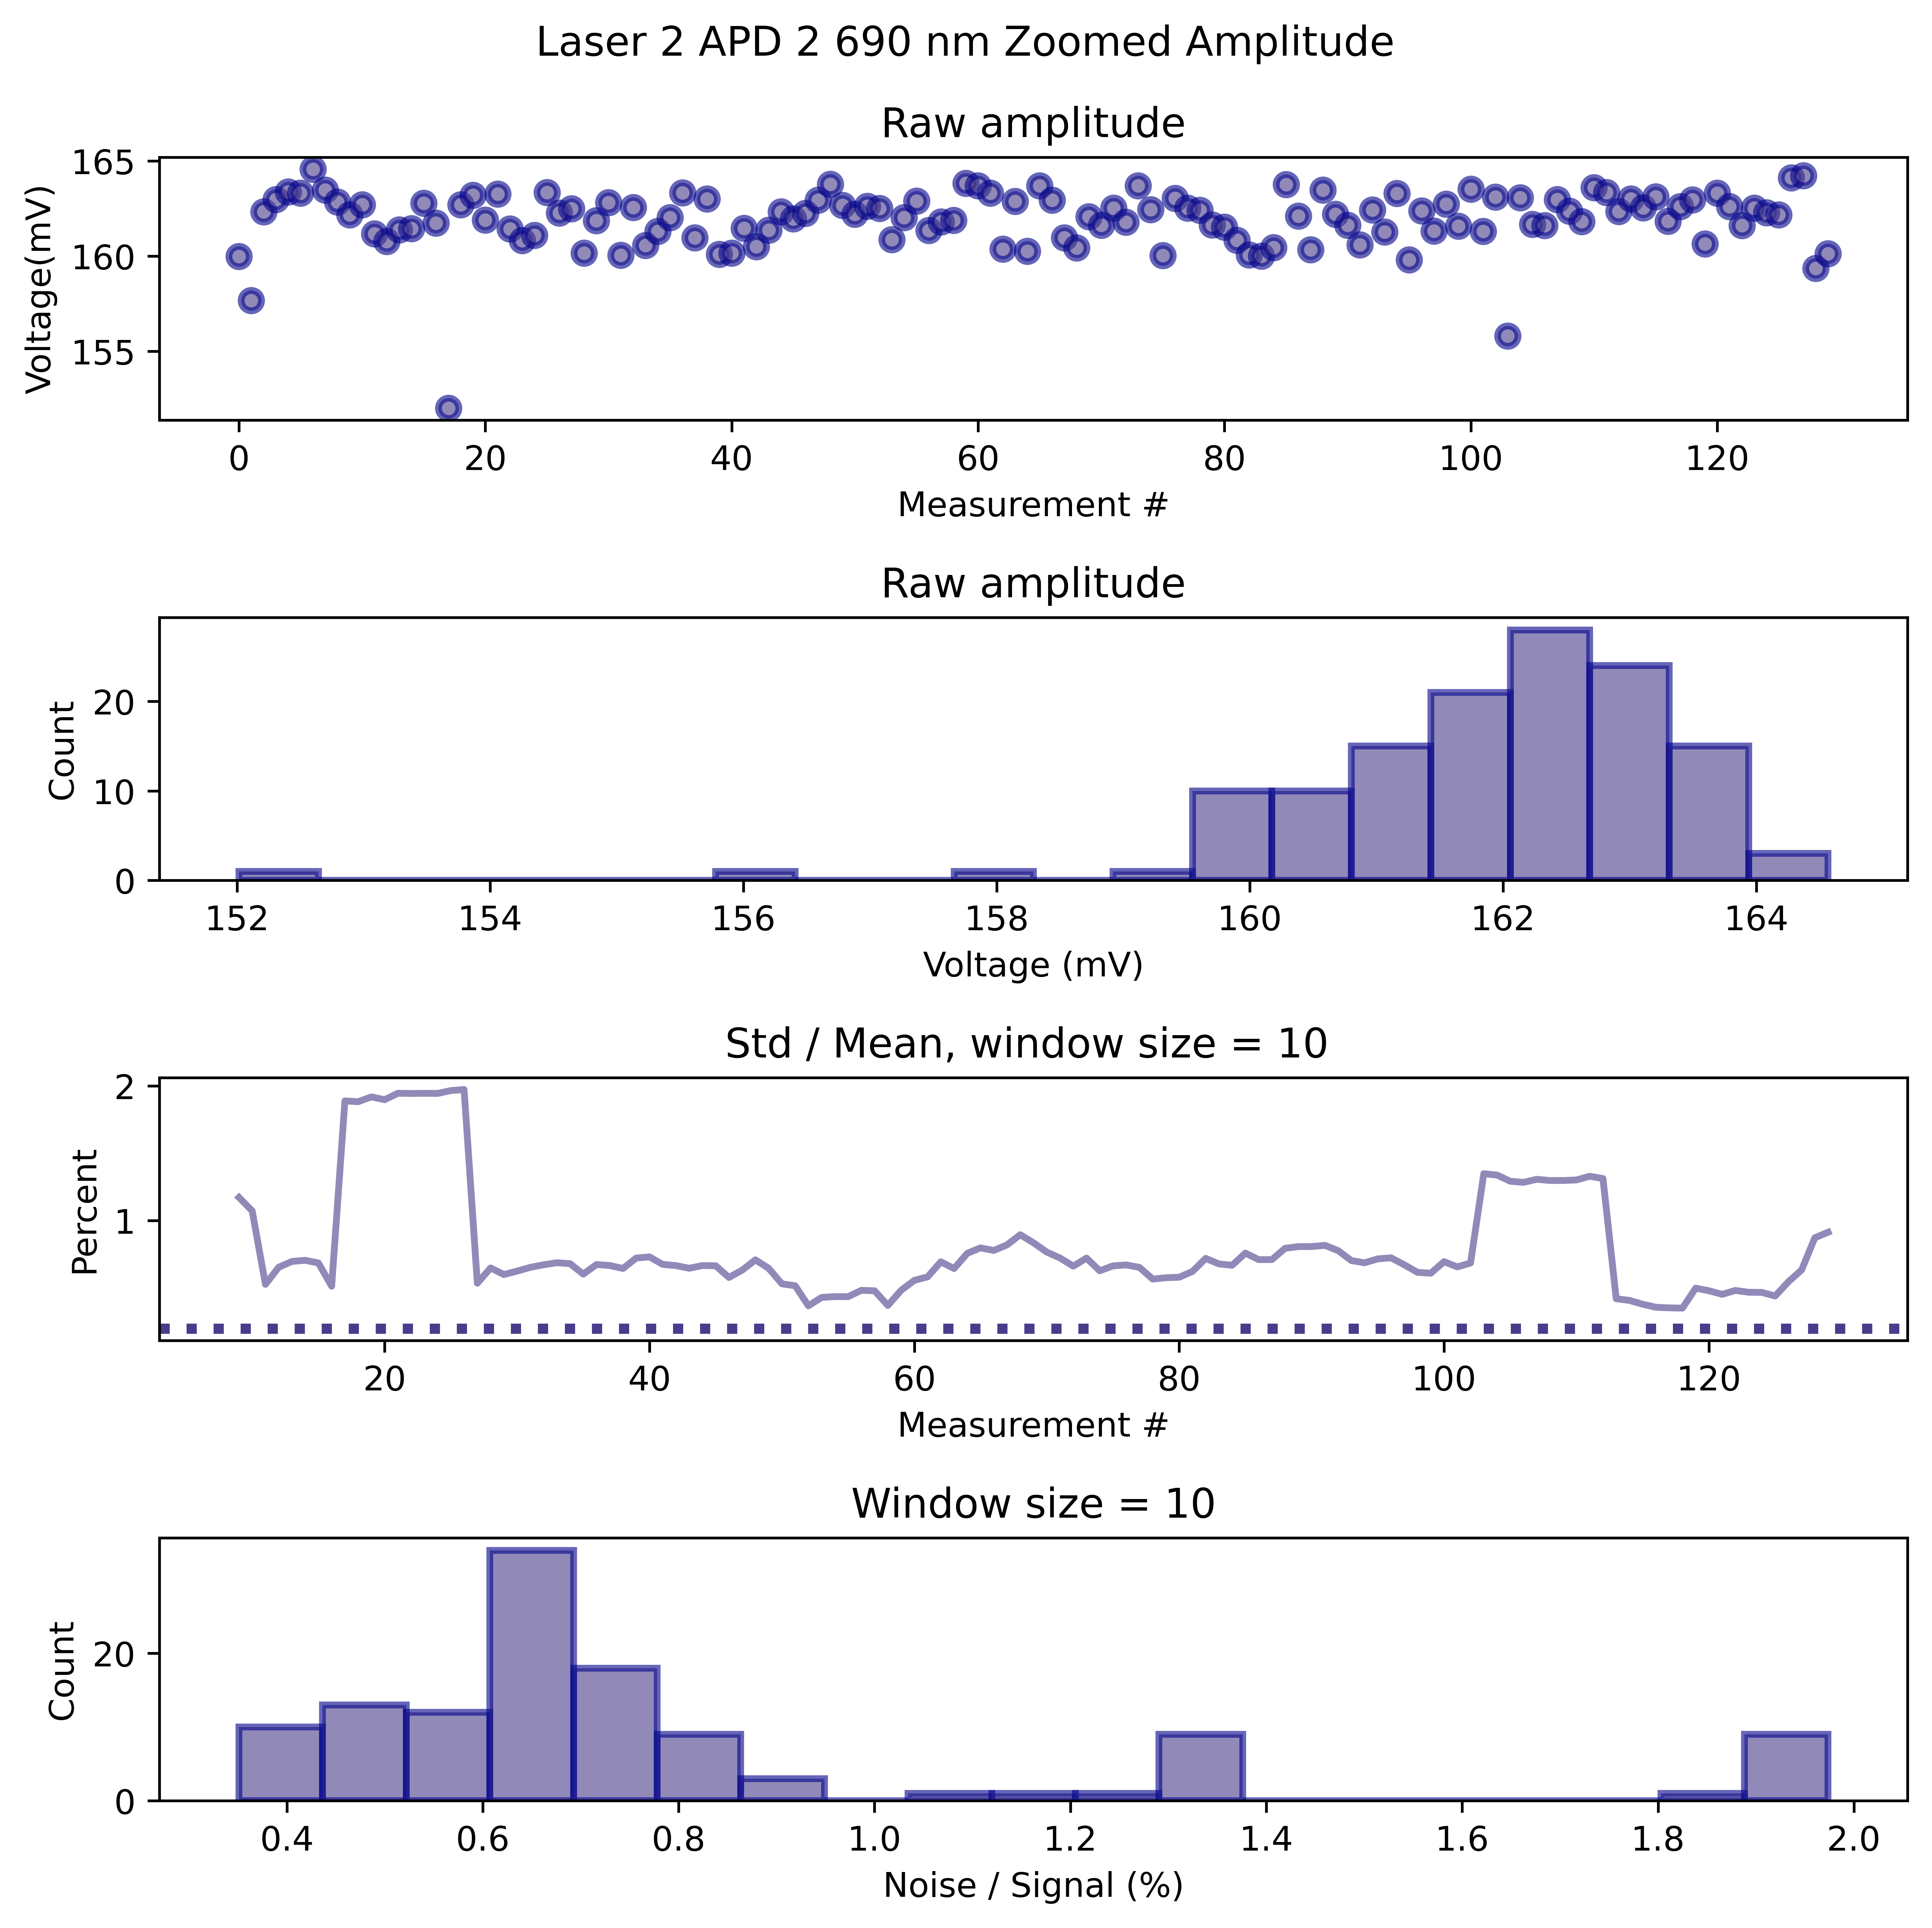 Laser 2 APD 2 690 nm Zoomed Amplitude
Raw amplitude
Voltage(mV)
165
160
155
0 20 40 60 80 100 120
Measurement #
Raw amplitude
Count
20
10
0
152 154 156 158 160 162 164
Voltage (mV)
Std / Mean, window size = 10
Percent
2
1
20 40 60 80 100 120
Measurement #
Window size = 10
Count
20
0
0.4 0.6 0.8 1.0 1.2 1.4 1.6 1.8 2.0
Noise / Signal (%)